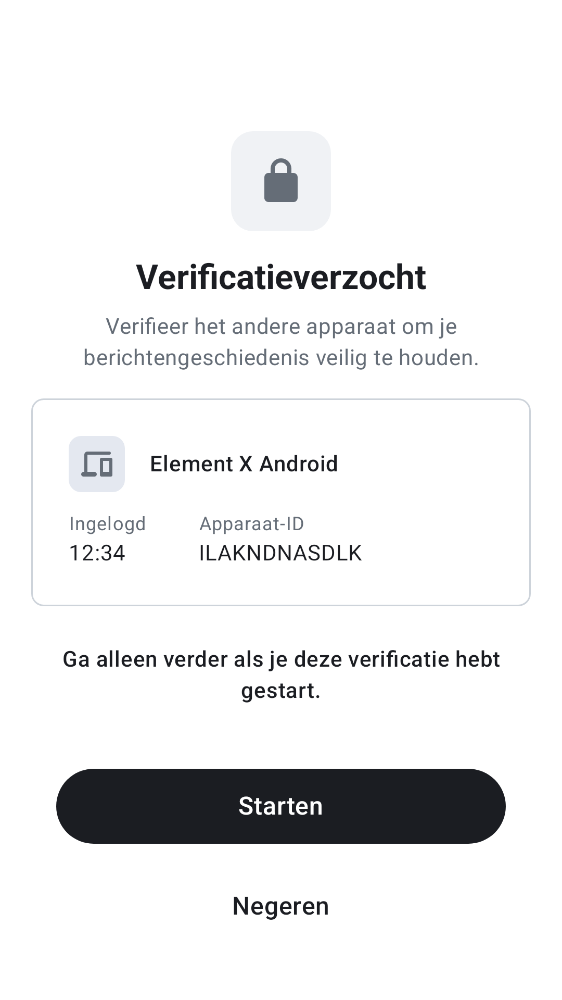 Verificatieverzocht
Verifieer het andere apparaat om je
berichtengeschiedenis veilig te houden.
Element X Android
Ingelogd
Apparaat-ID
12:34
ILAKNDNASDLK
Ga alleen verder als je deze verificatie hebt
gestart.
Starten
Negeren